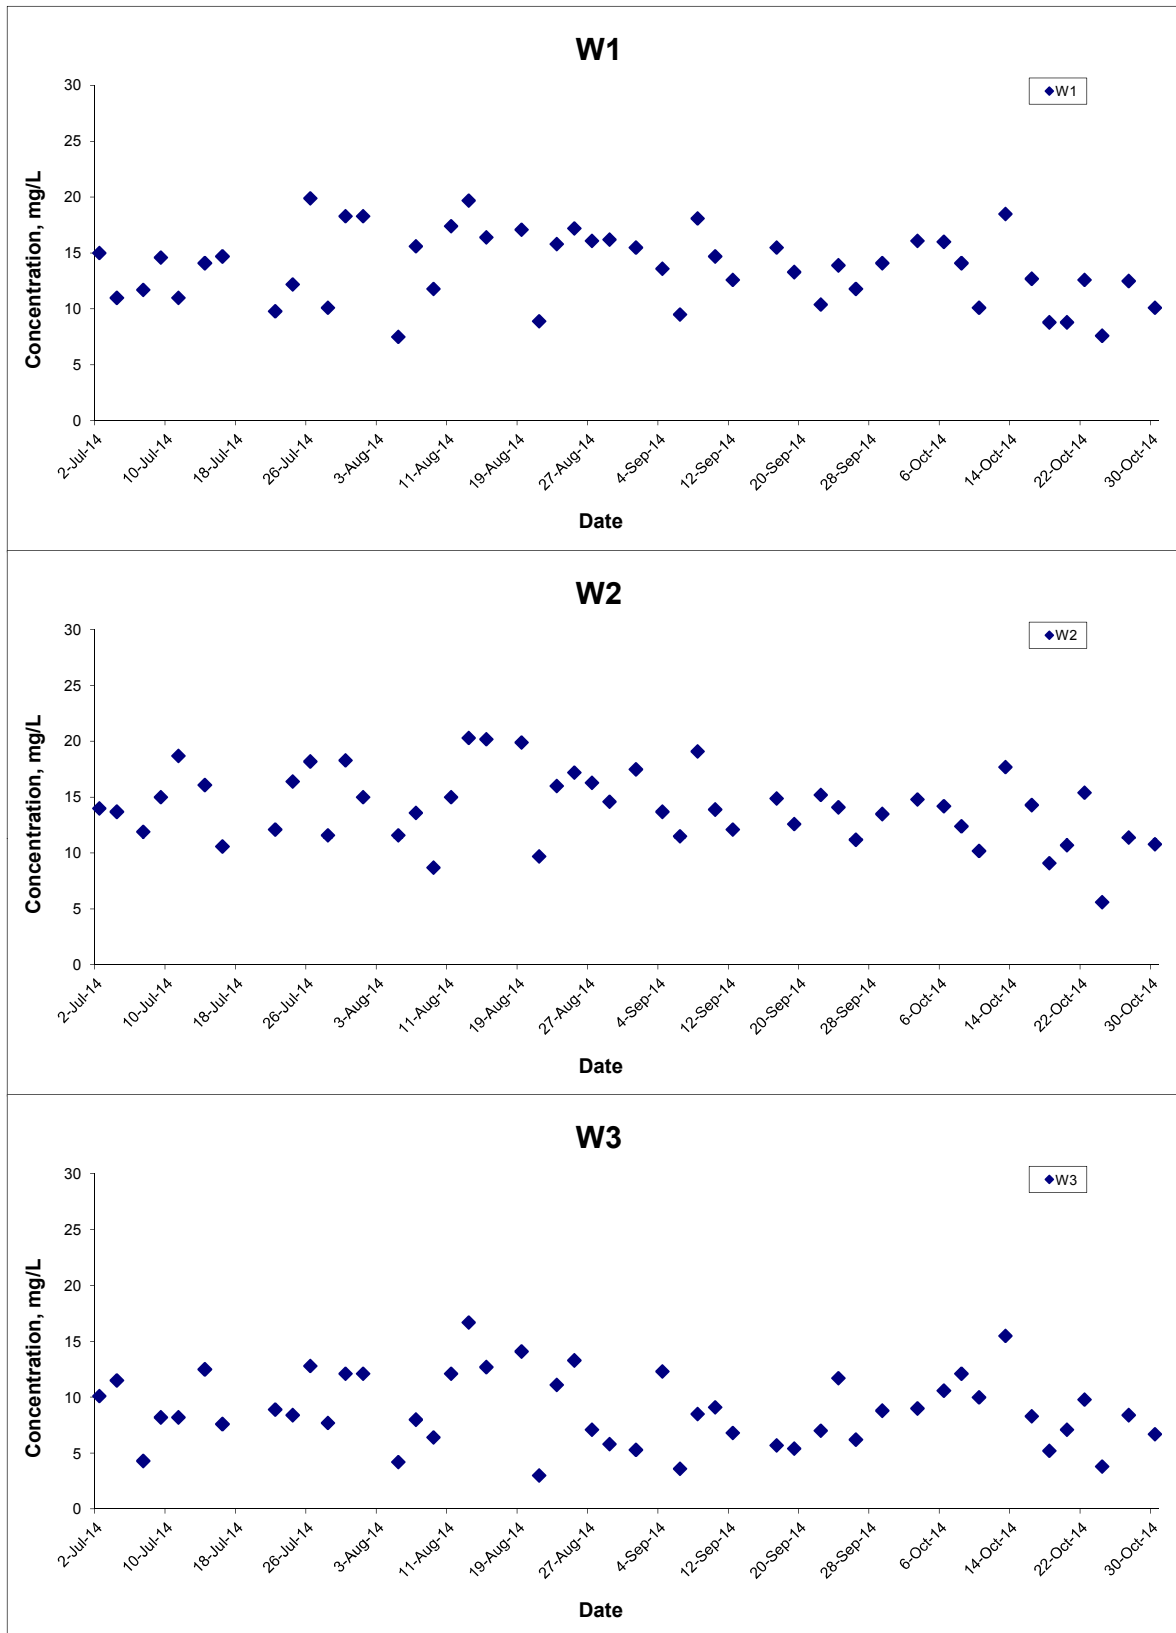 W1
W1
30
25
20
15
10
5
0
Concentration, mg/L
2-Jul-14
10-Jul-14
18-Jul-14
26-Jul-14
3-Aug-14
11-Aug-14
19-Aug-14
27-Aug-14
4-Sep-14
12-Sep-14
20-Sep-14
28-Sep-14
6-Oct-14
14-Oct-14
22-Oct-14
30-Oct-14
Date
W2
W2
30
25
20
15
10
5
0
Concentration, mg/L
2-Jul-14
10-Jul-14
18-Jul-14
26-Jul-14
3-Aug-14
11-Aug-14
19-Aug-14
27-Aug-14
4-Sep-14
12-Sep-14
20-Sep-14
28-Sep-14
6-Oct-14
14-Oct-14
22-Oct-14
30-Oct-14
Date
W3
W3
30
25
20
15
10
5
0
Concentration, mg/L
2-Jul-14
10-Jul-14
18-Jul-14
26-Jul-14
3-Aug-14
11-Aug-14
19-Aug-14
27-Aug-14
4-Sep-14
12-Sep-14
20-Sep-14
28-Sep-14
6-Oct-14
14-Oct-14
22-Oct-14
30-Oct-14
Date